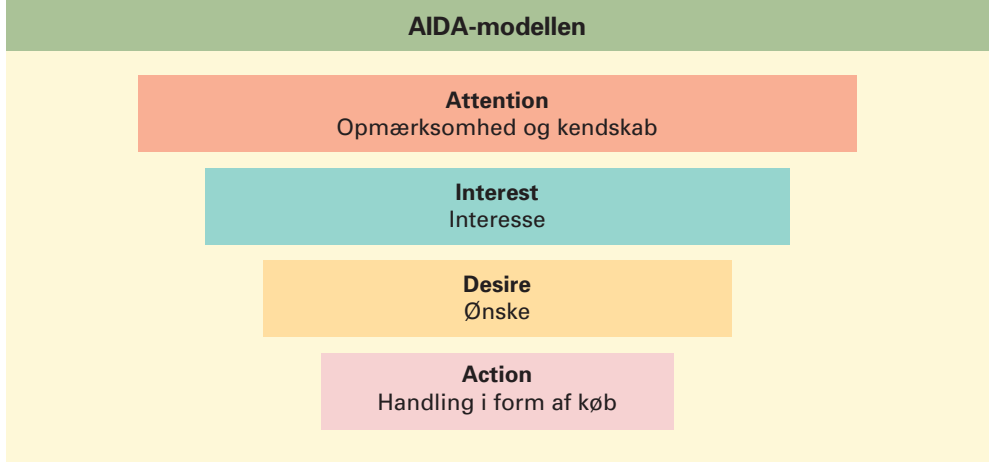 AIDA-modellen
Attention
Opmærksomhed og kendskab
Interest
Interesse
Desire
Ønske
Action
Handling i form af køb